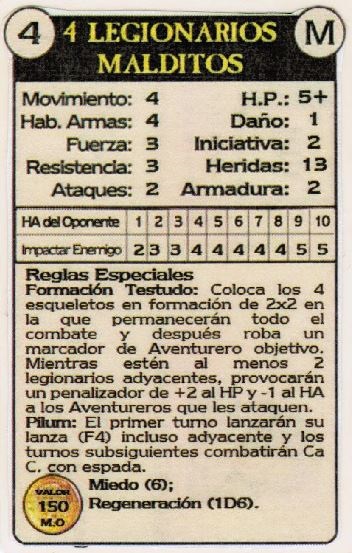 4 4 LEGIONARIOS MALDITOS M
Movimiento: 4 H.P.: 5+
Hab. Armas: 4 Daño: 1
Fuerza: 3 Iniciativa: 2
Resistencia: 3 Heridas: 13
Ataques: 2 Armadura: 2
HA del Oponente 1 2 3 4 5 6 7 8 9 10
Impactar Enemigo 2 3 3 4 4 4 4 4 5 5
Reglas Especiales
Formación Testudo: Coloca los 4
esqueletos en formación de 2x2 en
la que permanecerán todo el
combate y después roba un
marcador de Aventurero objetivo.
Mientras estén al menos 2
legionarios adyacentes, provocarán
un penalizador de +2 al HP y -1 al HA
a los Aventureros que les ataquen.
Pilum: El primer turno lanzarán su
lanza (F4) incluso adyacente y los
turnos subsiguientes combatirán Ca
C. con espada.
Miedo (6);
Regeneración (1D6).
VALOR
150
M.O